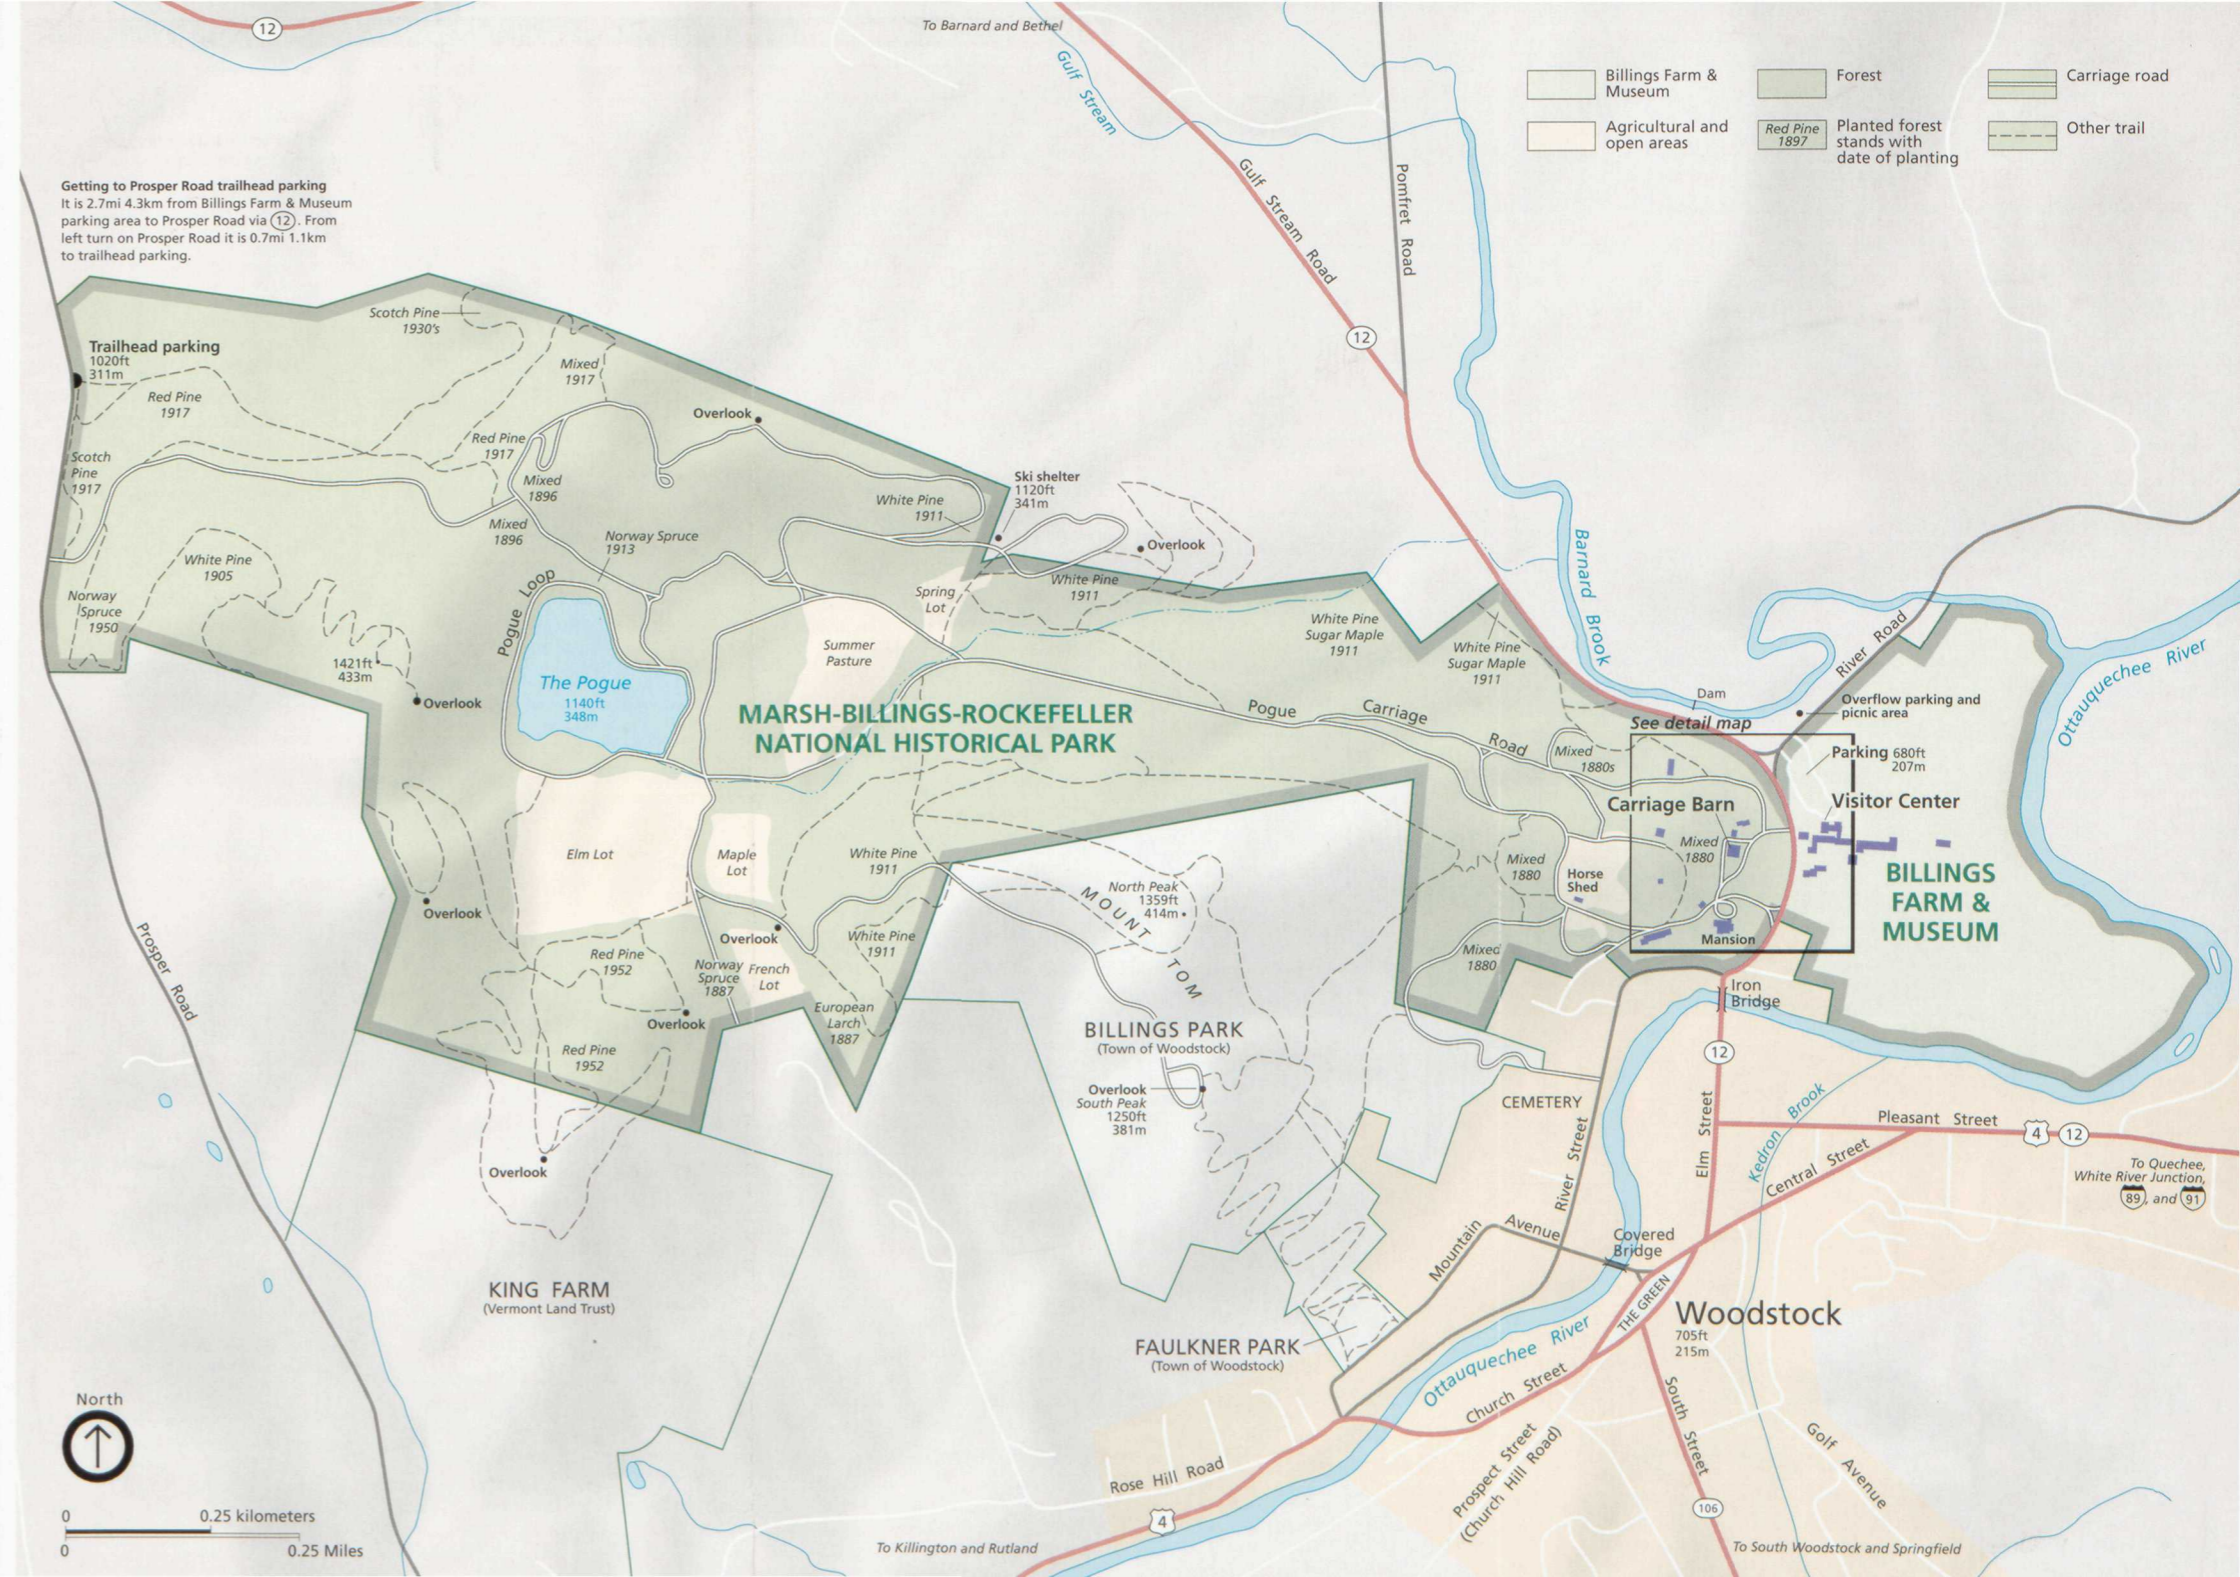 12
To Barnard and Bethel
Gulf Stream
Billings Farm &
Museum
Forest
Carriage road
Agricultural and
open areas
Red Pine
1897
Planted forest
stands with
date of planting
Other trail
Getting to Prosper Road trailhead parking
It is 2.7mi 4.3km from Billings Farm & Museum
parking area to Prosper Road via 12. From
left turn on Prosper Road it is 0.7mi 1.1km
to trailhead parking.
Gulf Stream Road
Pomfret Road
12
Scotch Pine
1930's
Trailhead parking
1020ft
311m
Mixed
1917
Red Pine
1917
Overlook
Red Pine
1917
Scotch
Pine
1917
Mixed
1896
Mixed
1896
White Pine
1911
Ski shelter
1120ft
341m
Norway Spruce
1913
Overlook
White Pine
1905
Norway
Spruce
1950
Pogue Loop
Spring
Lot
White Pine
1911
Barnard Brook
White Pine
Sugar Maple
1911
White Pine
Sugar Maple
1911
Summer
Pasture
1421ft
433m
Overlook
The Pogue
1140ft
348m
MARSH-BILLINGS-ROCKEFELLER
NATIONAL HISTORICAL PARK
Pogue Carriage Road
River Road
Ottauquechee River
Dam
Overflow parking and
picnic area
See detail map
Mixed
1880s
Parking 680ft
207m
Carriage Barn
Visitor Center
Mixed
1880
Elm Lot
Maple
Lot
White Pine
1911
Mixed
1880
Horse
Shed
BILLINGS
FARM &
MUSEUM
North Peak
1359ft
414m
MOUNT TOM
Overlook
Overlook
White Pine
1911
Mixed
1880
Mansion
Red Pine
1952
Norway
Spruce
1887
French
Lot
Iron
Bridge
European
Larch
1887
Overlook
BILLINGS PARK
(Town of Woodstock)
Red Pine
1952
12
Prosper Road
Overlook
South Peak
1250ft
381m
CEMETERY
Kedron Brook
Pleasant Street
4
12
Elm Street
River Street
Central Street
To Quechee,
White River Junction,
89, and 91
Overlook
Mountain Avenue
Covered
Bridge
KING FARM
(Vermont Land Trust)
THE GREEN
Woodstock
705ft
215m
FAULKNER PARK
(Town of Woodstock)
Ottauquechee River
Church Street
South Street
North
Golf Avenue
Prospect Street
(Church Hill Road)
Rose Hill Road
4
106
0
0.25 kilometers
0
0.25 Miles
To Killington and Rutland
To South Woodstock and Springfield